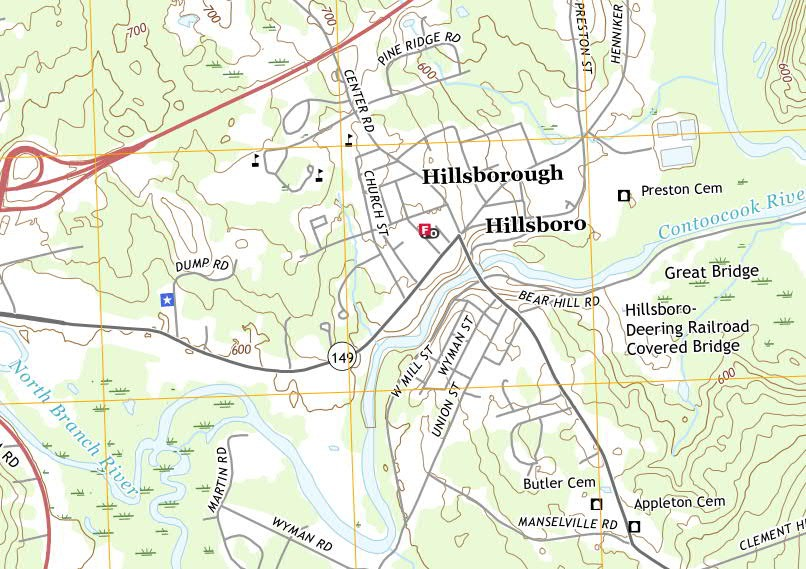 700
700
700
PINE RIDGE RD
600
PRESTON ST
HENNIKER
600
CENTER RD
CHURCH ST
Hillsborough
Preston Cem
F
Hillsboro
Contoocook River
DUMP RD
Great Bridge
BEAR HILL RD
Hillsboro-
Deering Railroad
Covered Bridge
600
149
W MILL ST
WYMAN ST
UNION ST
600
North Branch River
RD
MARTIN RD
WYMAN RD
Butler Cem
Appleton Cem
MANSELVILLE RD
CLEMENT H